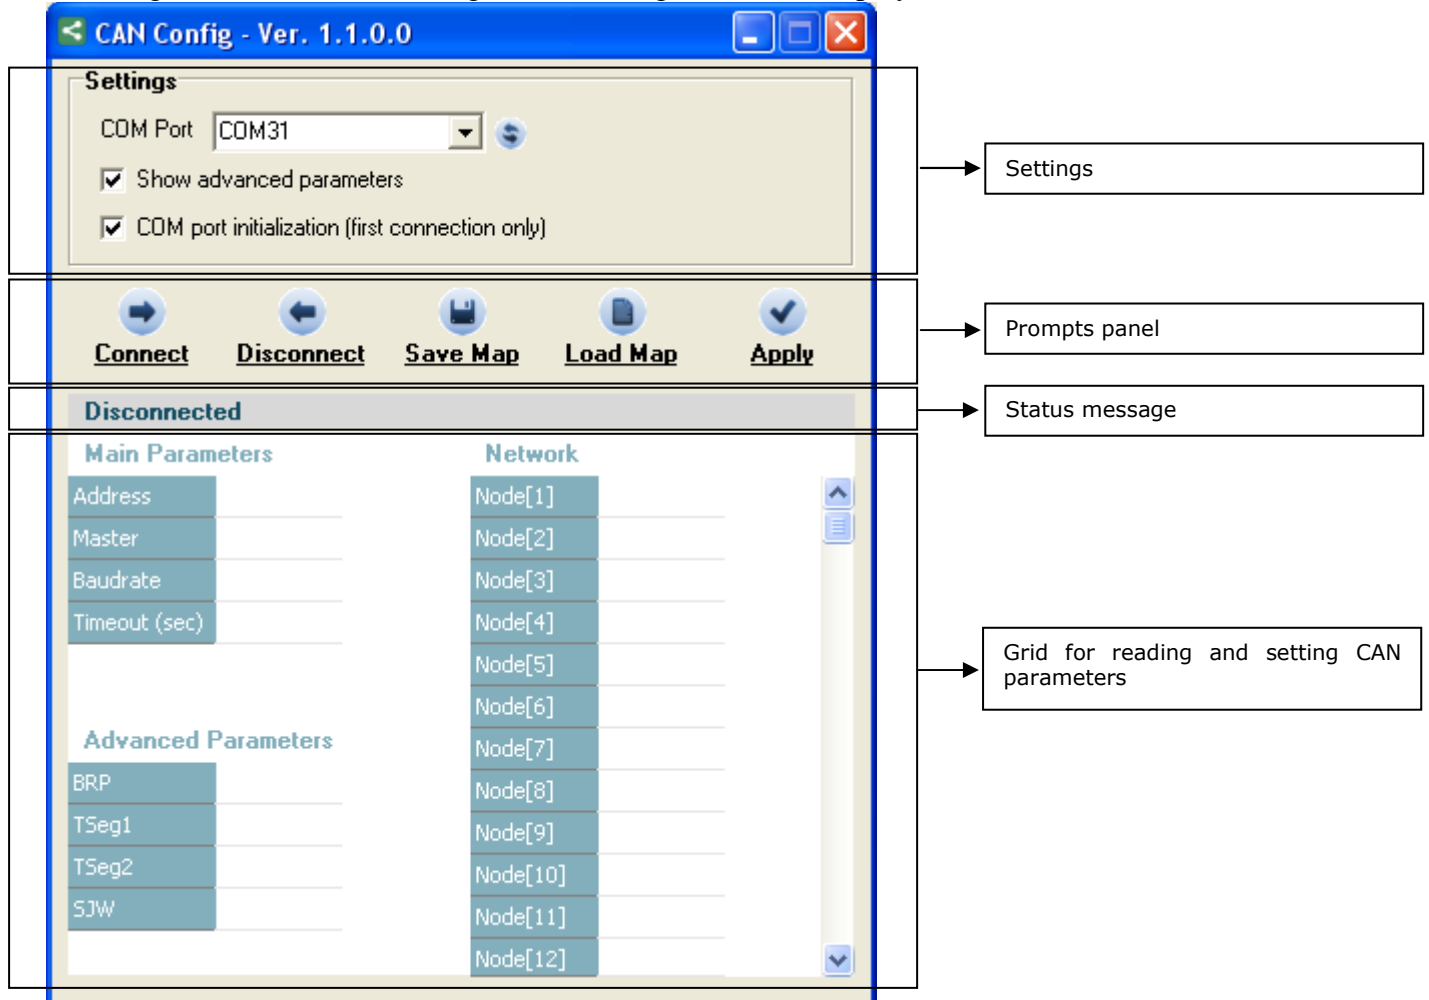 CAN Config - Ver. 1.1.0.0
Settings
COM Port COM31
Show advanced parameters
COM port initialization (first connection only)
Settings
Connect Disconnect Save Map Load Map Apply
Prompts panel
Disconnected
Status message
Main Parameters
Address
Master
Baudrate
Timeout (sec)
Advanced Parameters
BRP
TSeg1
TSeg2
SJW
Network
Node[1]
Node[2]
Node[3]
Node[4]
Node[5]
Node[6]
Node[7]
Node[8]
Node[9]
Node[10]
Node[11]
Node[12]
Grid for reading and setting CAN
parameters